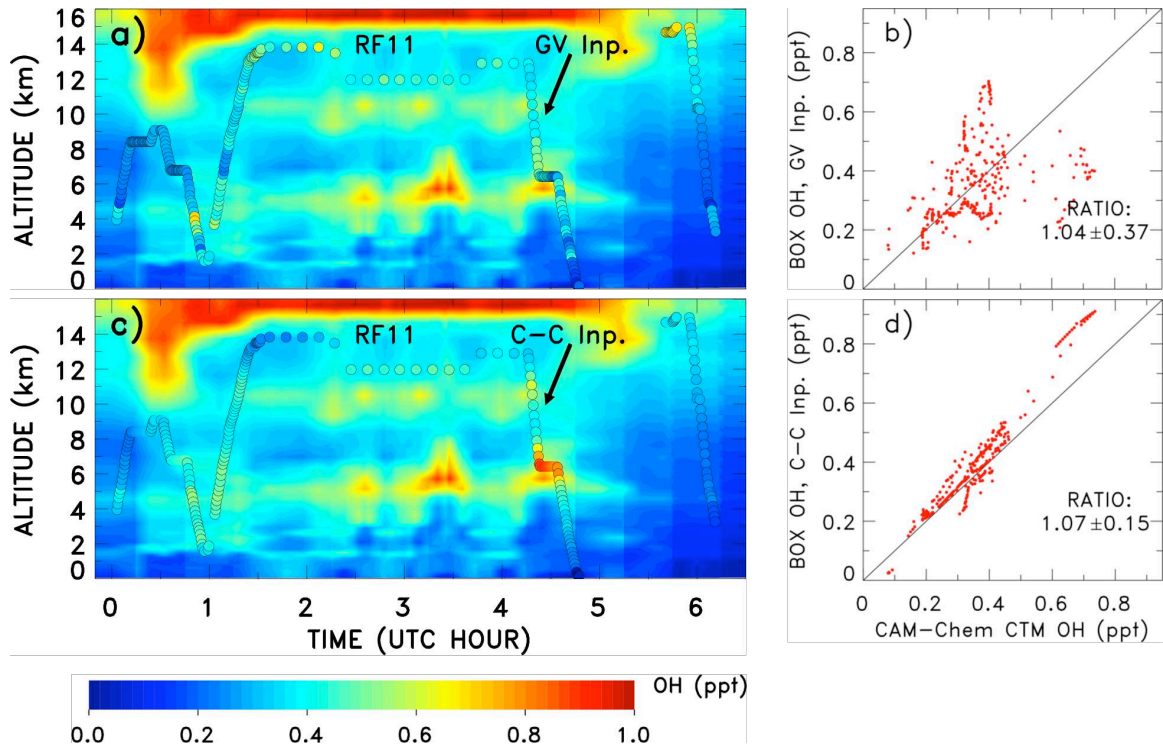 a)
RF11
GV Inp.
ALTITUDE (km)
16
14
12
10
8
6
4
2
0
b)
BOX OH, GV Inp. (ppt)
0.8
0.6
0.4
0.2
0
RATIO:
1.04±0.37
c)
RF11
C-C Inp.
ALTITUDE (km)
14
12
10
8
6
4
2
0
0 1 2 3 4 5 6
TIME (UTC HOUR)
d)
BOX OH, C-C Inp. (ppt)
0.8
0.6
0.4
0.2
0
RATIO:
1.07±0.15
0 0.2 0.4 0.6 0.8
CAM-Chem CTM OH (ppt)
OH (ppt)
0.0 0.2 0.4 0.6 0.8 1.0